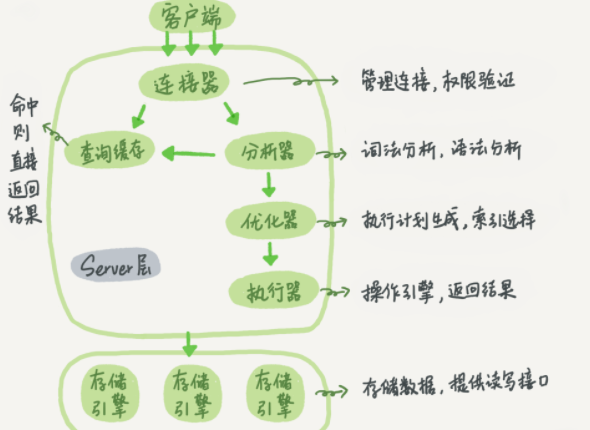 客户端
连接器
管理连接，权限验证
命中
则
直接
返回
结果
查询缓存
分析器
词法分析，语法分析
优化器
执行计划生成，索引选择
Server层
执行器
操作引擎，返回结果
存储
引擎
存储
引擎
存储
引擎
存储数据，提供读写接口